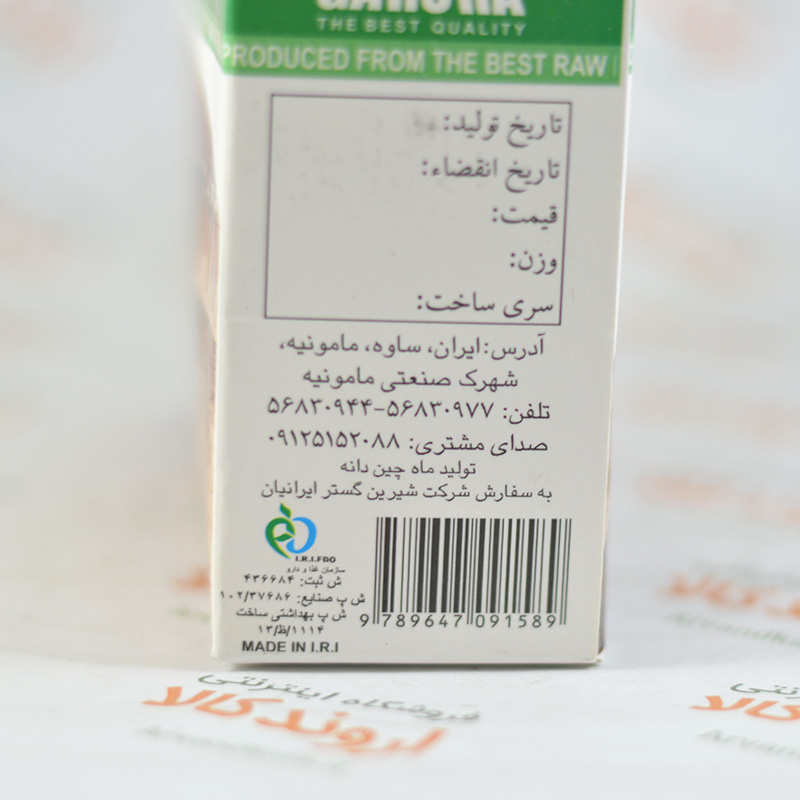 THE BEST QUALITY
PRODUCED FROM THE BEST RAW
تاریخ تولید:
تاریخ انقضاء:
قیمت:
وزن:
سری ساخت:
آدرس: ایران، ساوه، مامونیه،
شهرک صنعتی مامونیه
تلفن: ۵۶۸۳۰۹۷۷-۵۶۸۳۰۹۴۴
صدای مشتری: ۰۹۱۲۵۱۵۲۰۸۸
تولید ماه چین دانه
به سفارش شرکت شیرین گستر ایرانیان
I.R.I.FDO
سازمان غذا و دارو
ش ثبت: ۴۳۶۶۸۴
ش پ صنایع: ۱۰۲/۳۷۶۸۶
ش پ بهداشتی ساخت
۱۳/ظ/۱۱۱۴
MADE IN I.R.I
9 789647 091589
فروشگاه اینترنتی
اروند کالا